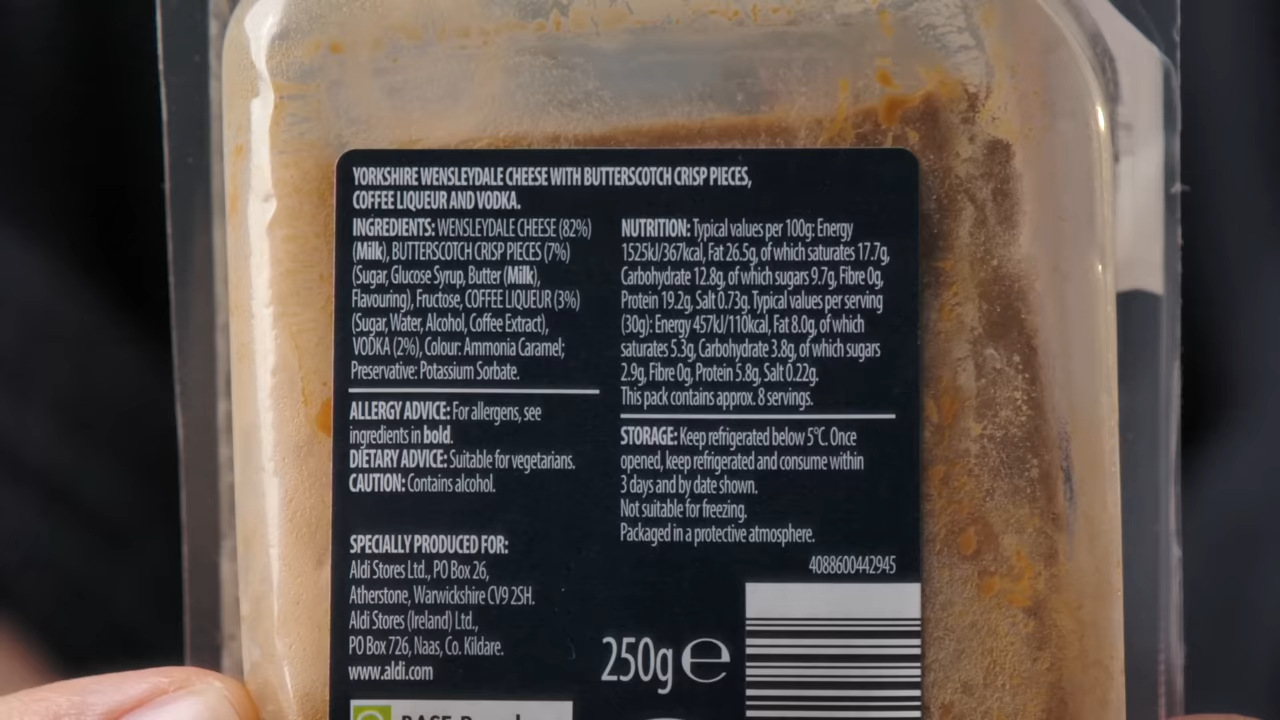 YORKSHIRE WENSLEYDALE CHEESE WITH BUTTERSCOTCH CRISP PIECES,
COFFEE LIQUEUR AND VODKA.
INGREDIENTS: WENSLEYDALE CHEESE (82%)
(Milk), BUTTERSCOTCH CRISP PIECES (7%)
(Sugar, Glucose Syrup, Butter (Milk),
Flavouring), Fructose, COFFEE LIQUEUR (3%)
(Sugar, Water, Alcohol, Coffee Extract),
VODKA (2%), Colour: Ammonia Caramel;
Preservative: Potassium Sorbate.
ALLERGY ADVICE: For allergens, see
ingredients in bold.
DIETARY ADVICE: Suitable for vegetarians.
CAUTION: Contains alcohol.
SPECIALLY PRODUCED FOR:
Aldi Stores Ltd., PO Box 26,
Atherstone, Warwickshire CV9 2SH.
Aldi Stores (Ireland) Ltd.,
PO Box 726, Naas, Co. Kildare.
www.aldi.com
NUTRITION: Typical values per 100g: Energy
1525kJ/367kcal, Fat 26.5g, of which saturates 17.7g,
Carbohydrate 12.8g, of which sugars 9.7g, Fibre 0g,
Protein 19.2g, Salt 0.73g. Typical values per serving
(30g): Energy 457kJ/110kcal, Fat 8.0g, of which
saturates 5.3g, Carbohydrate 3.8g, of which sugars
2.9g, Fibre 0g, Protein 5.8g, Salt 0.22g.
This pack contains approx. 8 servings.
STORAGE: Keep refrigerated below 5°C. Once
opened, keep refrigerated and consume within
3 days and by date shown.
Not suitable for freezing.
Packaged in a protective atmosphere.
4088600442945
250g ℮